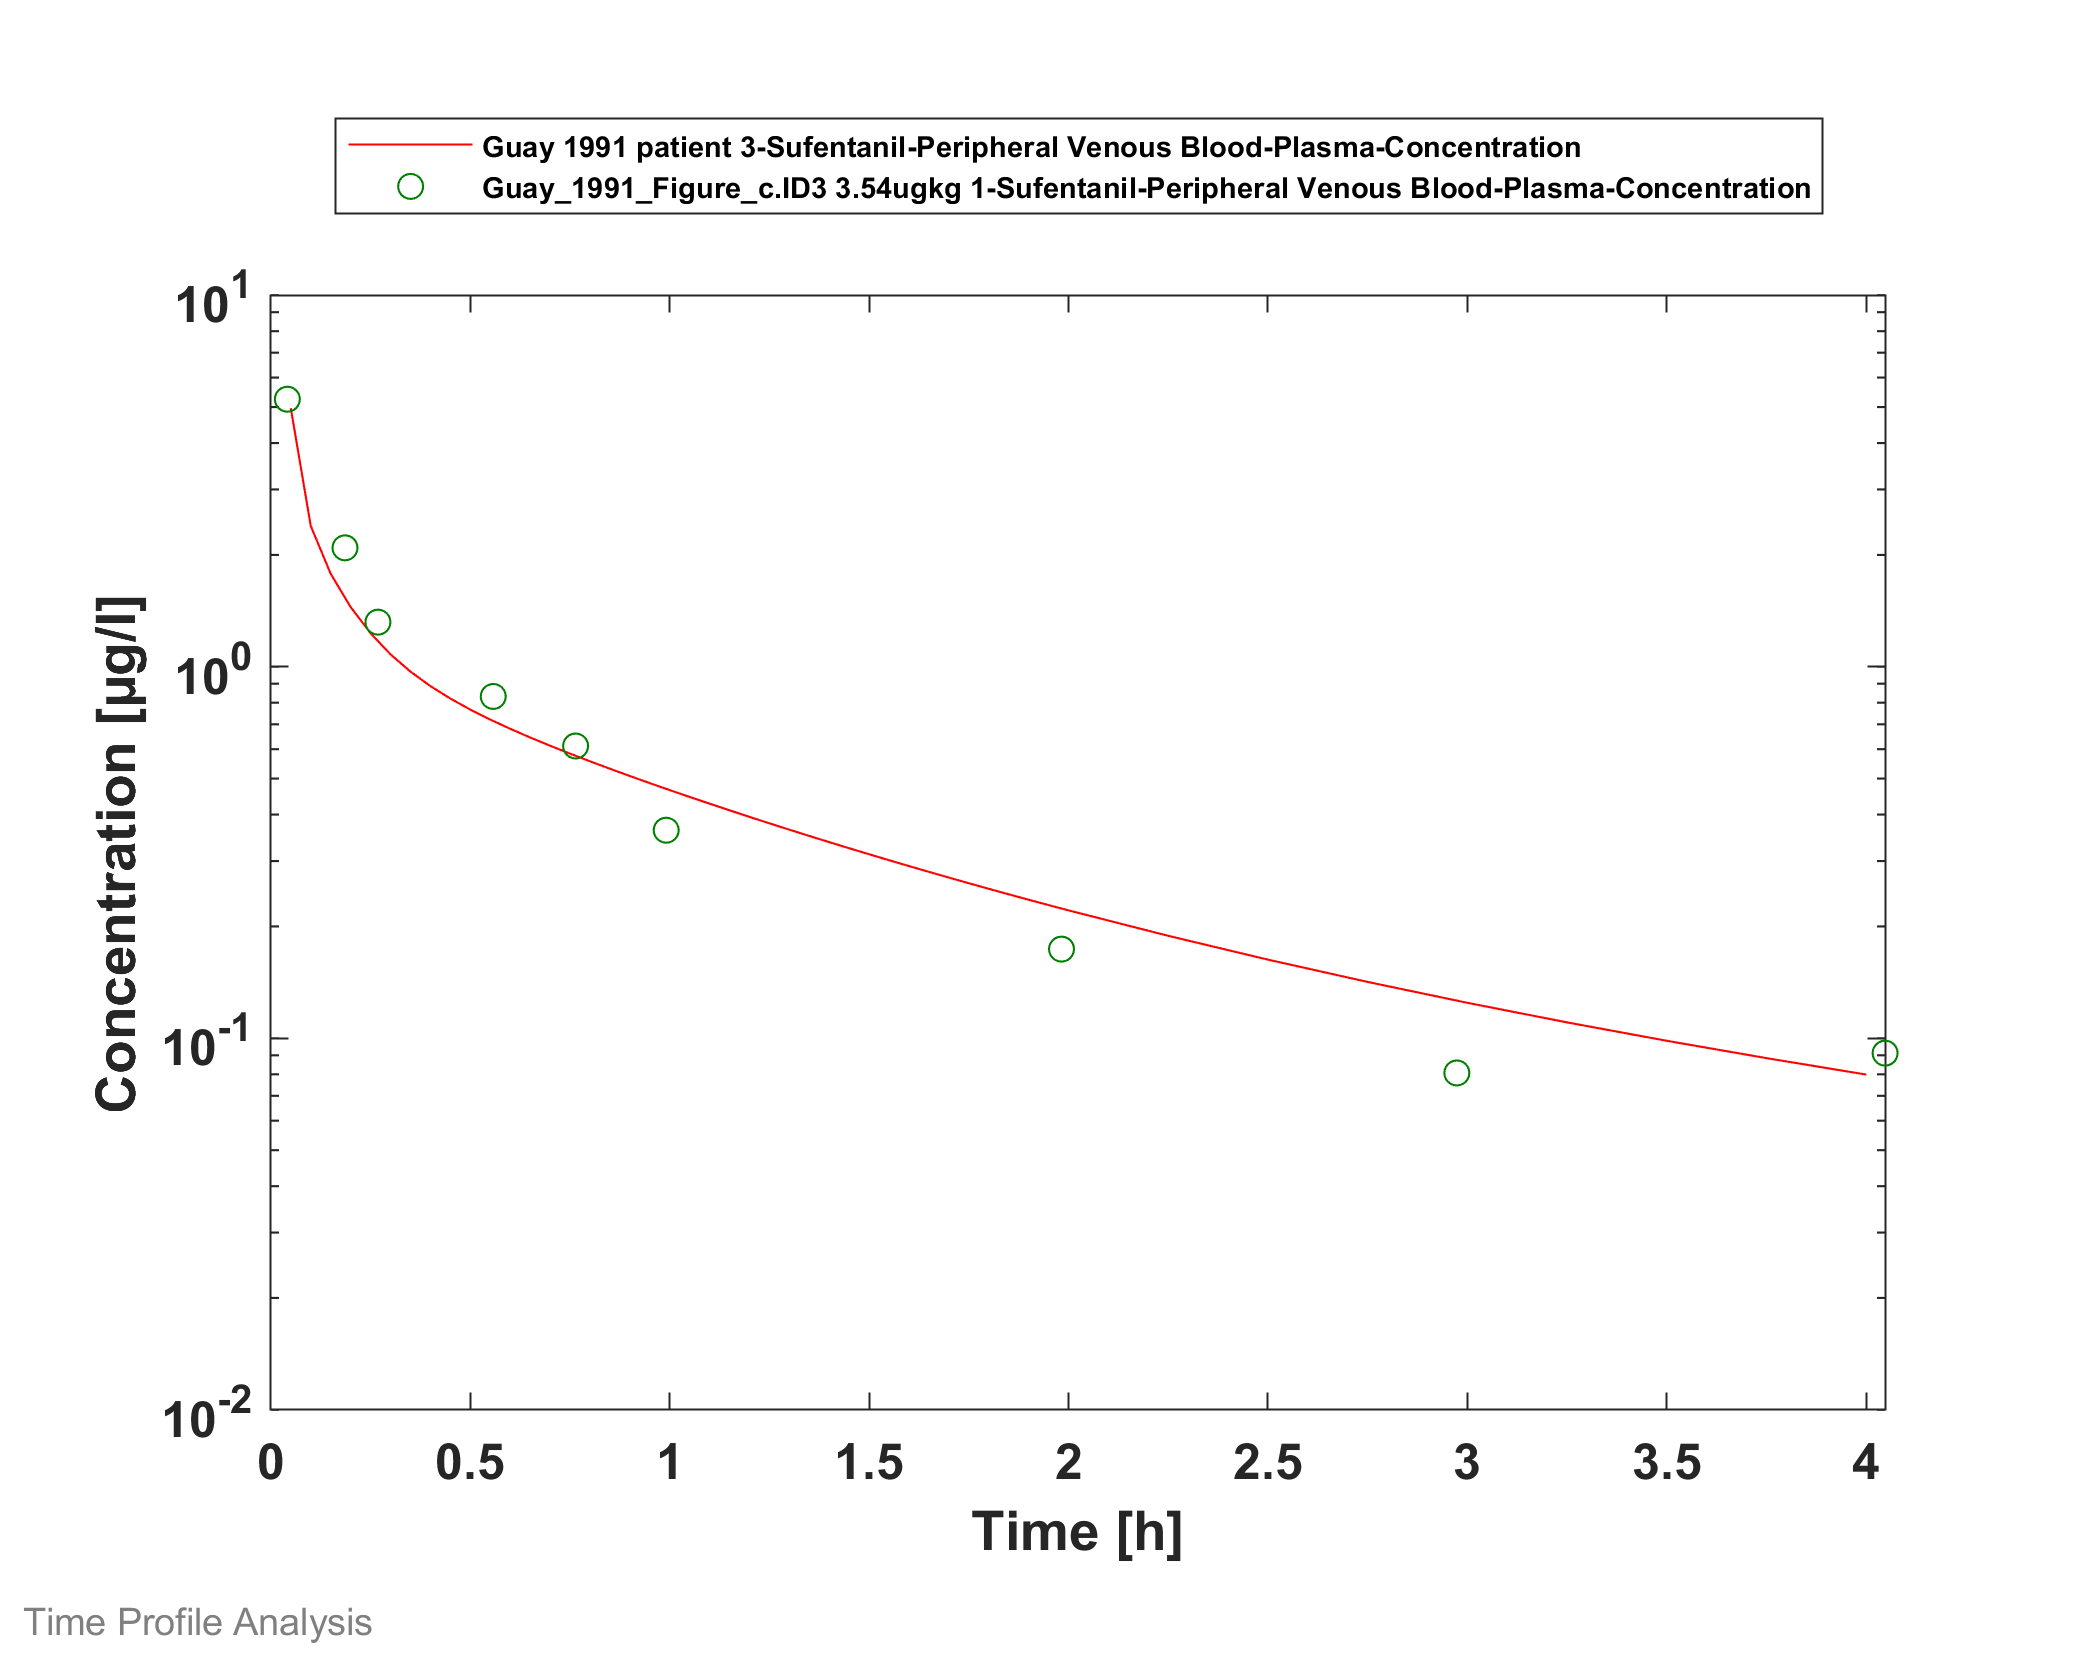 Guay 1991 patient 3-Sufentanil-Peripheral Venous Blood-Plasma-Concentration
Guay_1991_Figure_c.ID3 3.54ugkg 1-Sufentanil-Peripheral Venous Blood-Plasma-Concentration
10^1
10^0
10^-1
10^-2
Concentration [µg/l]
0 0.5 1 1.5 2 2.5 3 3.5 4
Time [h]
Time Profile Analysis